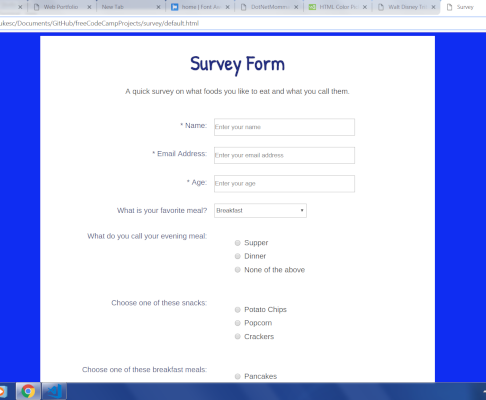 Web Portfolio
New Tab
home | Font Aw
DotNetMomm
HTML Color Pic
Walt Disney Tri
Survey
ukesc/Documents/GitHub/freeCodeCampProjects/survey/default.html
Survey Form
A quick survey on what foods you like to eat and what you call them.
* Name: Enter your name
* Email Address: Enter your email address
* Age: Enter your age
What is your favorite meal? Breakfast
What do you call your evening meal:
Supper
Dinner
None of the above
Choose one of these snacks:
Potato Chips
Popcorn
Crackers
Choose one of these breakfast meals:
Pancakes